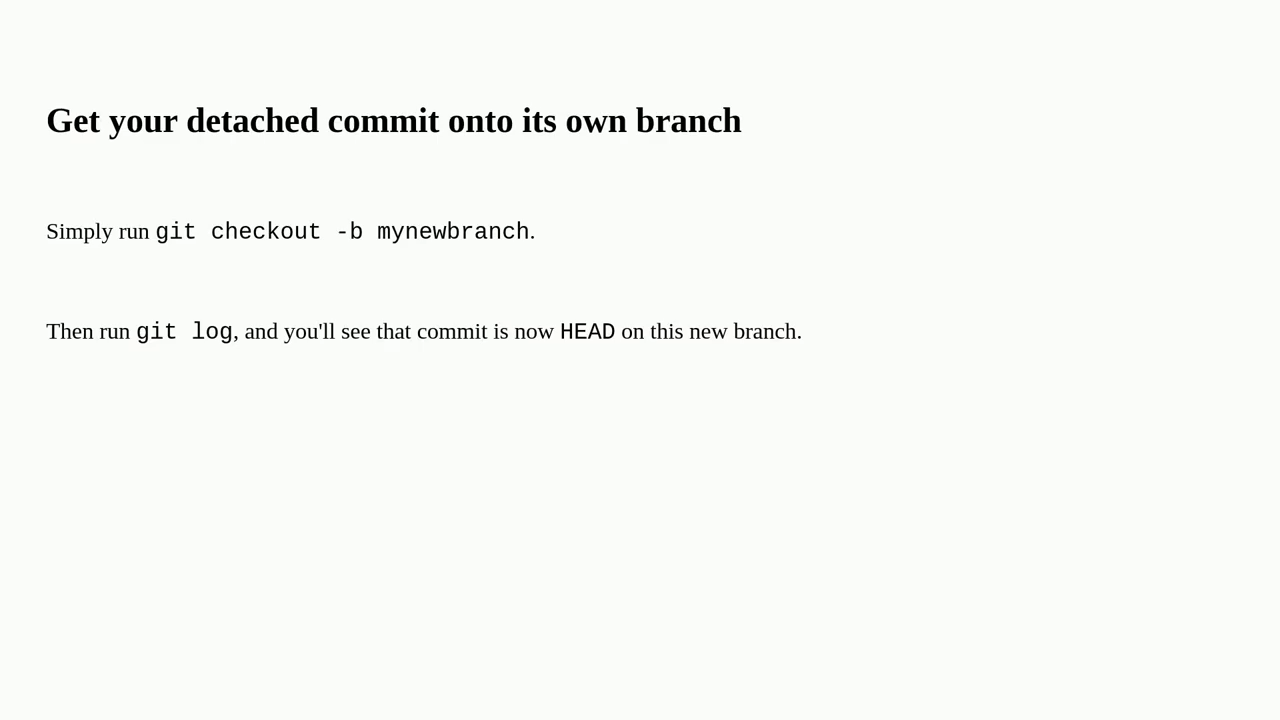 Get your detached commit onto its own branch
Simply run git checkout -b mynewbranch.
Then run git log, and you'll see that commit is now HEAD on this new branch.